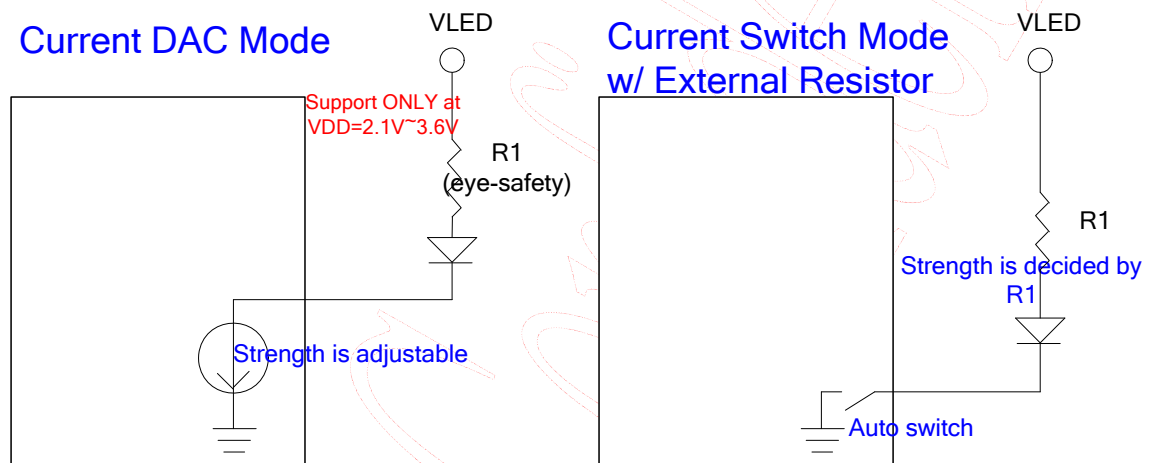 Current DAC Mode
VLED
Support ONLY at
VDD=2.1V~3.6V
R1
(eye-safety)
Strength is adjustable
Current Switch Mode
w/ External Resistor
VLED
R1
Strength is decided by
R1
Auto switch